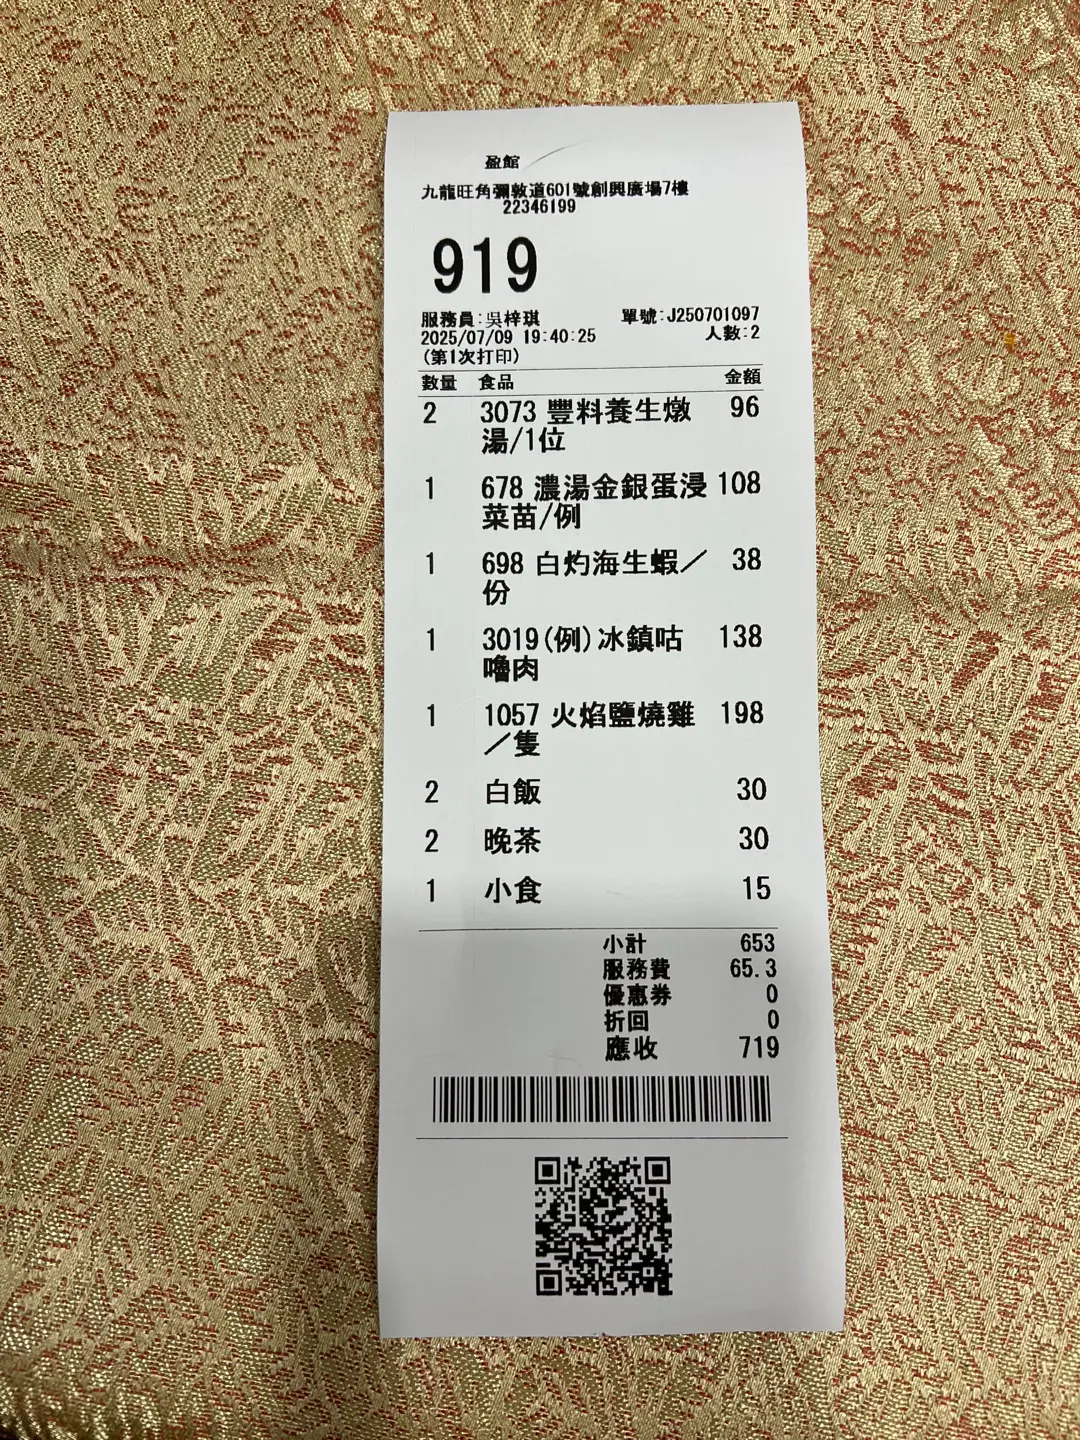 盈館
九龍旺角彌敦道601號創興廣場7樓
22346199
919
服務員:吳梓琪 單號:J250701097
2025/07/09 19:40:25 人數:2
(第1次打印)
數量 食品 金額
2 3073 豐料養生燉 96
湯/1位
1 678 濃湯金銀蛋浸 108
菜苗/例
1 698 白灼海生蝦／ 38
份
1 3019(例)冰鎮咕 138
嚕肉
1 1057 火焰鹽燒雞 198
／隻
2 白飯 30
2 晚茶 30
1 小食 15
小計 653
服務費 65.3
優惠券 0
折回 0
應收 719